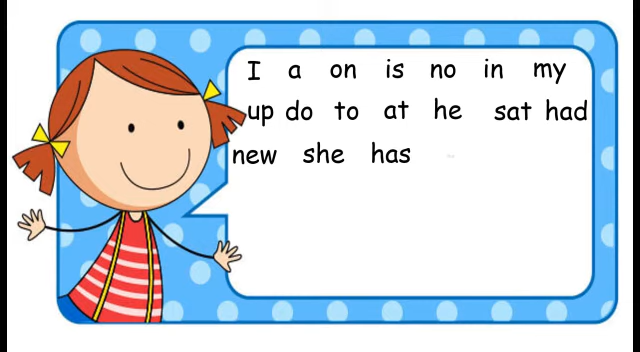 I a on is no in my
up do to at he sat had
new she has